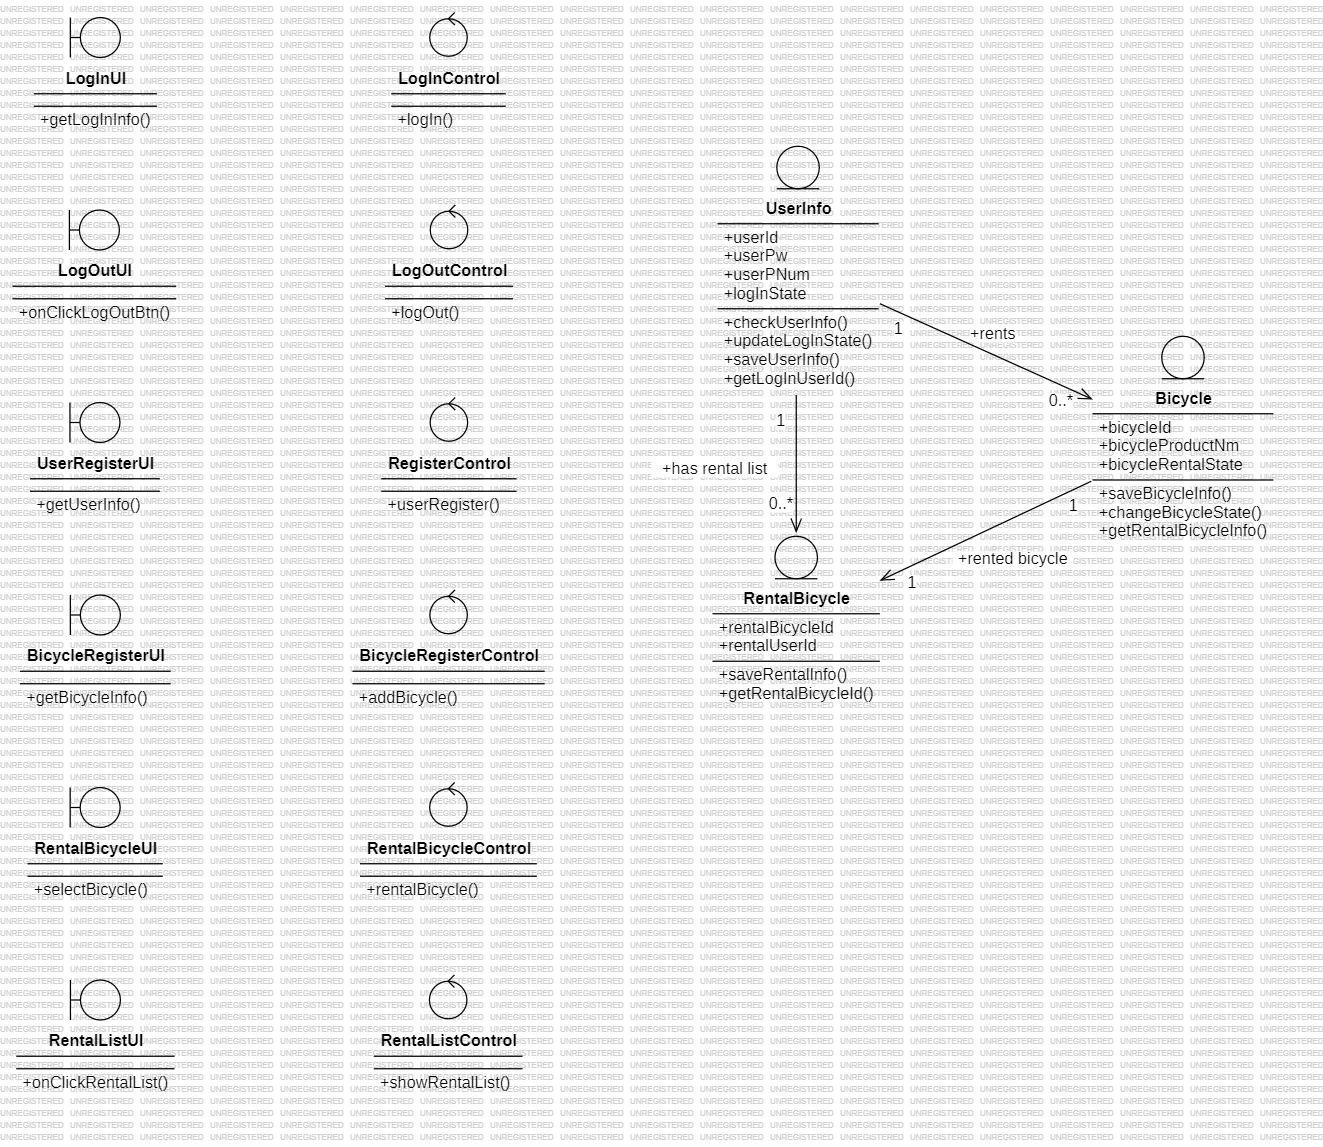 LogInUI
+getLogInInfo()
LogInControl
+logIn()
LogOutUI
+onClickLogOutBtn()
LogOutControl
+logOut()
UserRegisterUI
+getUserInfo()
RegisterControl
+userRegister()
BicycleRegisterUI
+getBicycleInfo()
BicycleRegisterControl
+addBicycle()
RentalBicycleUI
+selectBicycle()
RentalBicycleControl
+rentalBicycle()
RentalListUI
+onClickRentalList()
RentalListControl
+showRentalList()
UserInfo
+userId
+userPw
+userPNum
+logInState
+checkUserInfo()
+updateLogInState()
+saveUserInfo()
+getLogInUserId()
1
+rents
0..*
1
+has rental list
0..*
Bicycle
+bicycleId
+bicycleProductNm
+bicycleRentalState
+saveBicycleInfo()
+changeBicycleState()
+getRentalBicycleInfo()
1
+rented bicycle
1
RentalBicycle
+rentalBicycleId
+rentalUserId
+saveRentalInfo()
+getRentalBicycleId()
UNREGISTERED